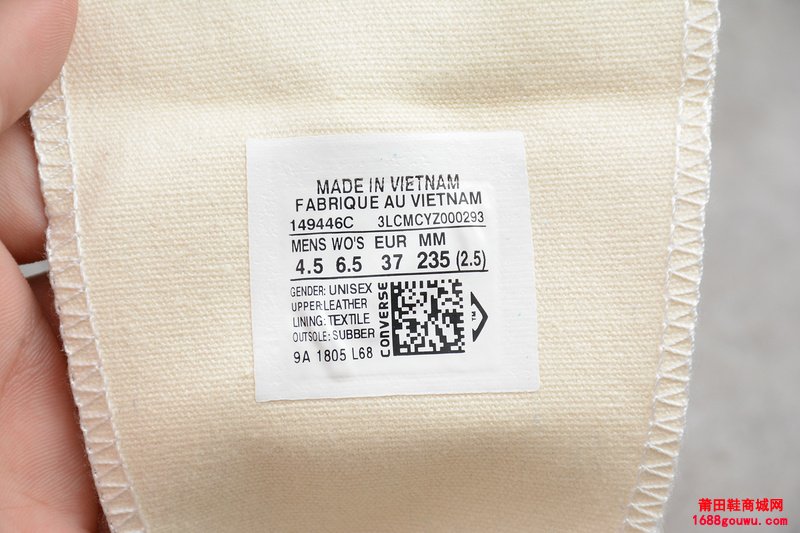 MADE IN VIETNAM
FABRIQUE AU VIETNAM
149446C 3LCMCYZ000293
MENS WO'S EUR MM
4.5 6.5 37 235 (2.5)
GENDER: UNISEX
UPPER:LEATHER
LINING: TEXTILE
OUTSOLE: SUBBER
9A 1805 L68
CONVERSE
TM
莆田鞋商城网
1688gouwu.com